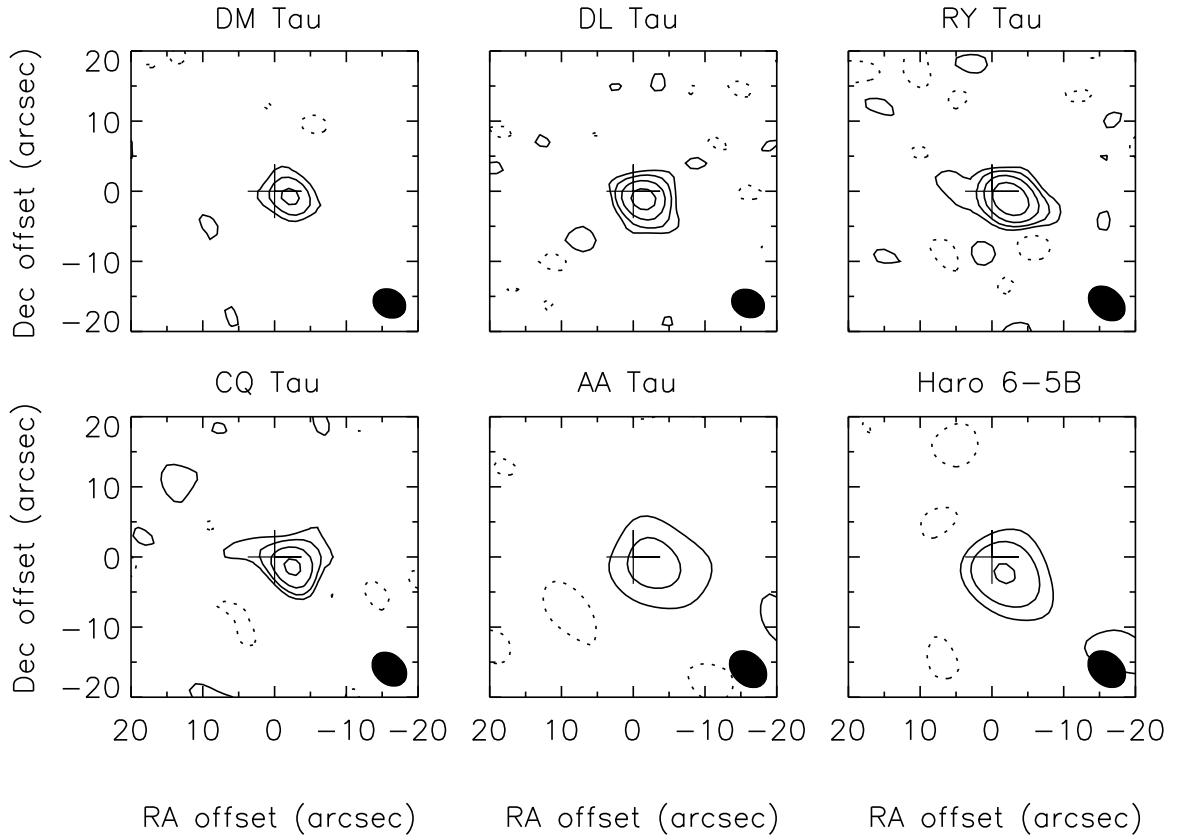 DM Tau DL Tau RY Tau
Dec offset (arcsec)
20
10
0
−10
−20
CQ Tau AA Tau Haro 6−5B
Dec offset (arcsec)
20
10
0
−10
−20
20 10 0 −10 −20 20 10 0 −10 −20 20 10 0 −10 −20
RA offset (arcsec) RA offset (arcsec) RA offset (arcsec)